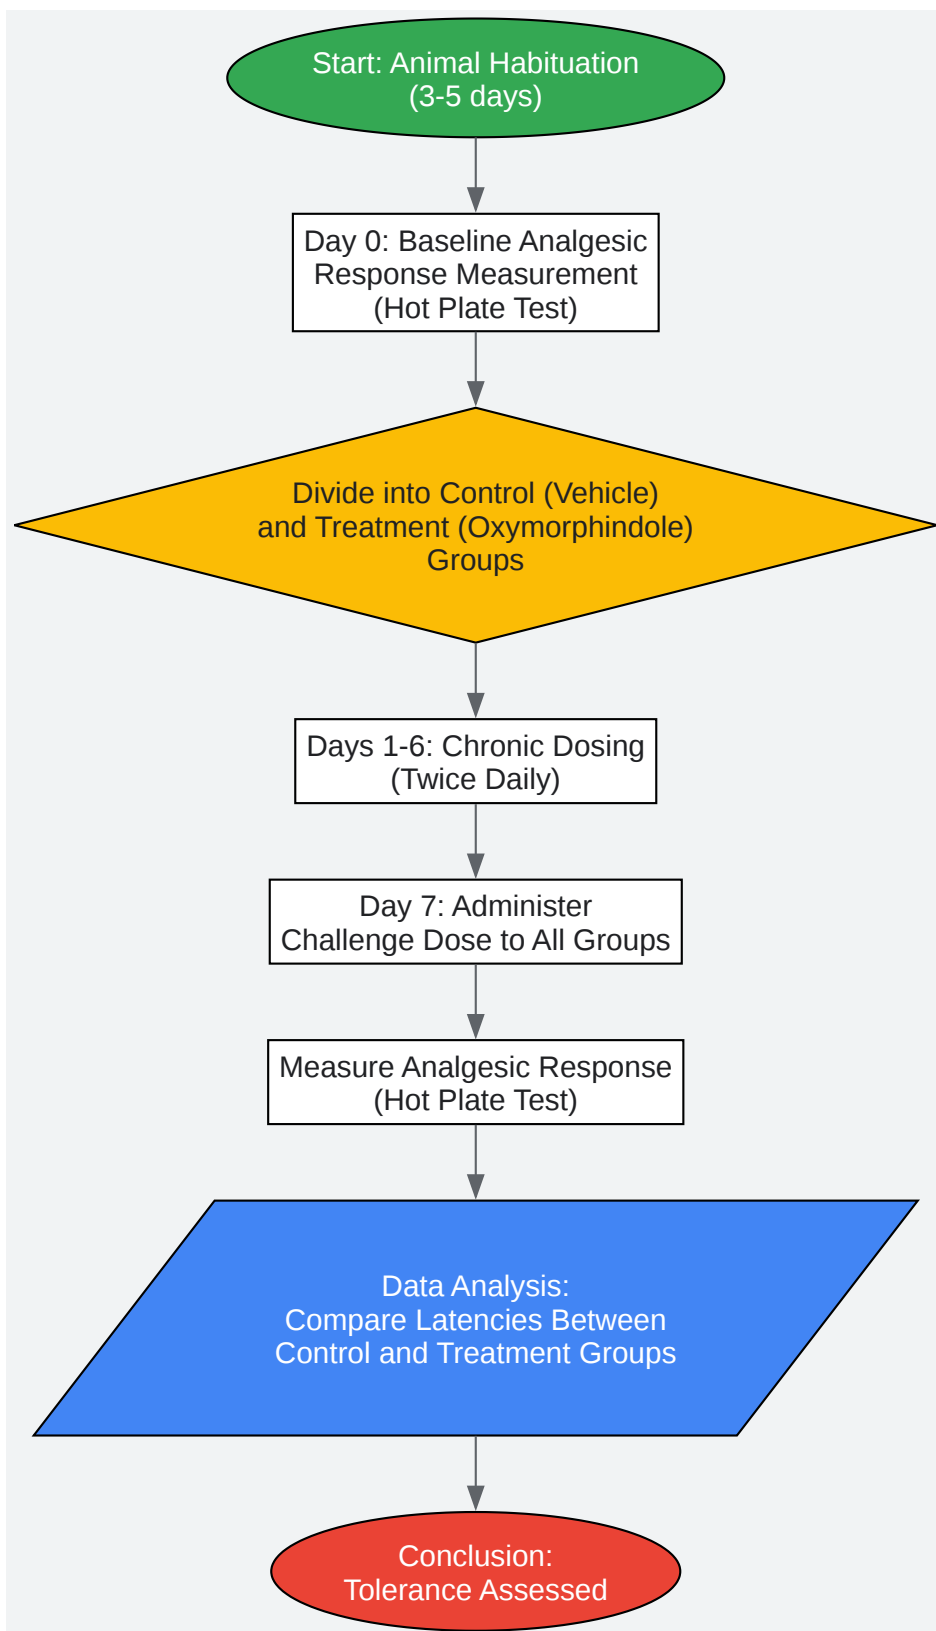 Start: Animal Habituation
(3-5 days)
Day 0: Baseline Analgesic
Response Measurement
(Hot Plate Test)
Divide into Control (Vehicle)
and Treatment (Oxymorphindole)
Groups
Days 1-6: Chronic Dosing
(Twice Daily)
Day 7: Administer
Challenge Dose to All Groups
Measure Analgesic Response
(Hot Plate Test)
Data Analysis:
Compare Latencies Between
Control and Treatment Groups
Conclusion:
Tolerance Assessed